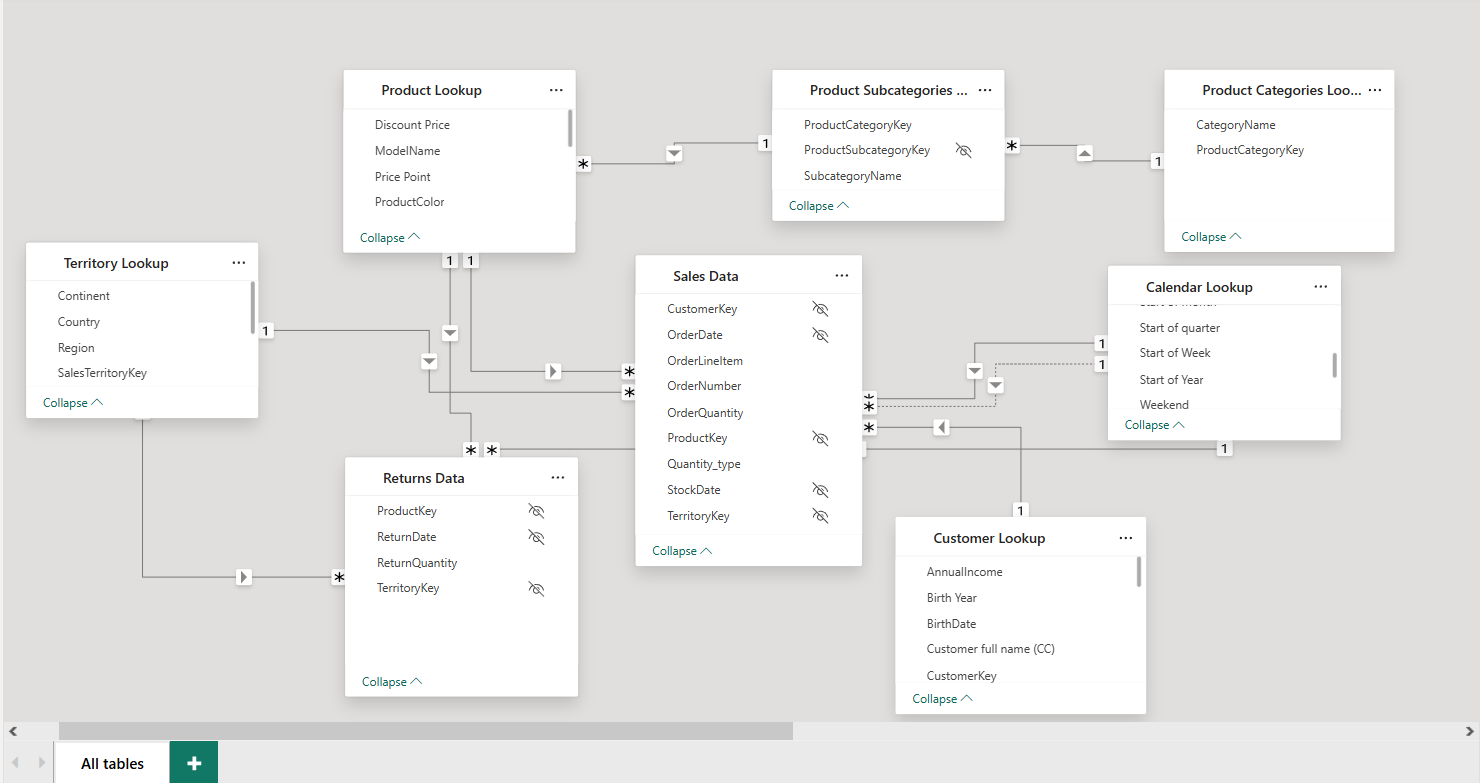 Product Lookup
Discount Price
ModelName
Price Point
ProductColor
Collapse
Product Subcategories ...
ProductCategoryKey
ProductSubcategoryKey
SubcategoryName
Collapse
Product Categories Loo...
CategoryName
ProductCategoryKey
Collapse
*
1
*
1
Territory Lookup
Continent
Country
Region
SalesTerritoryKey
Collapse
1
1
1
Sales Data
CustomerKey
OrderDate
OrderLineItem
OrderNumber
OrderQuantity
ProductKey
Quantity_type
StockDate
TerritoryKey
Collapse
*
*
*
*
*
Calendar Lookup
Start of quarter
Start of Week
Start of Year
Weekend
Collapse
1
1
1
*
*
Returns Data
ProductKey
ReturnDate
ReturnQuantity
TerritoryKey
Collapse
*
1
Customer Lookup
AnnualIncome
Birth Year
BirthDate
Customer full name (CC)
CustomerKey
Collapse
All tables
+